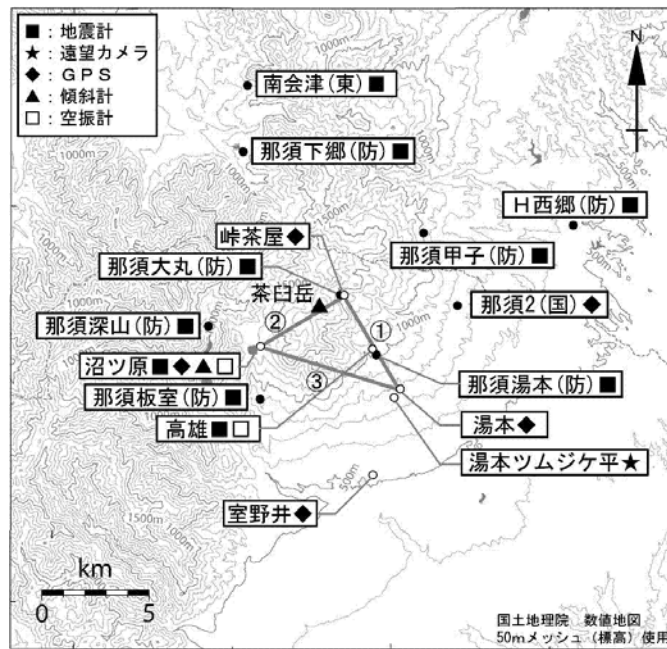 ■：地震計
★：遠望カメラ
◆：ＧＰＳ
▲：傾斜計
□：空振計
1000m
1000m
N
南会津(東)■
1000m
那須下郷(防)■
1500m
Ｈ西郷(防)■
峠茶屋◆
那須甲子(防)■
那須大丸(防)■
茶臼岳
那須2(国)◆
1000m
那須深山(防)■
②
①
沼ツ原■◆▲□
③
那須湯本(防)■
那須板室(防)■
高雄■□
湯本◆
湯本ツムジケ平★
500m
室野井◆
1500m
1000m
km
0 5
国土地理院 数値地図
50mメッシュ（標高）使用